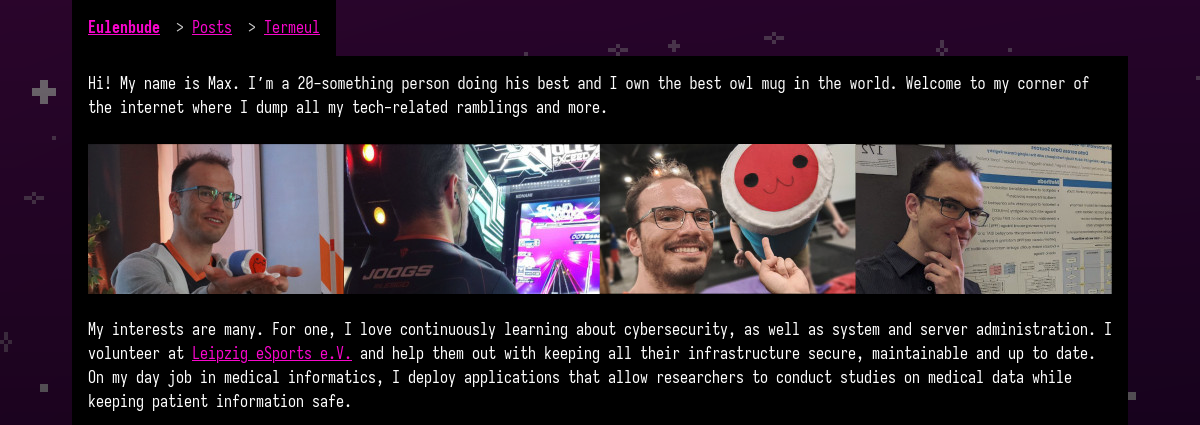 Eulenbude > Posts > Termeul
Hi! My name is Max. I'm a 20-something person doing his best and I own the best owl mug in the world. Welcome to my corner of
the internet where I dump all my tech-related ramblings and more.
JOOGS
KONAMI
172
My interests are many. For one, I love continuously learning about cybersecurity, as well as system and server administration. I
volunteer at Leipzig eSports e.V. and help them out with keeping all their infrastructure secure, maintainable and up to date.
On my day job in medical informatics, I deploy applications that allow researchers to conduct studies on medical data while
keeping patient information safe.